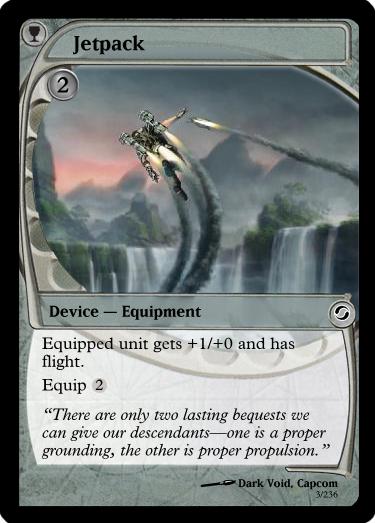 Jetpack
2
Device — Equipment
Equipped unit gets +1/+0 and has
flight.
Equip 2
“There are only two lasting bequests we
can give our descendants—one is a proper
grounding, the other is proper propulsion.”
Dark Void, Capcom
3/236